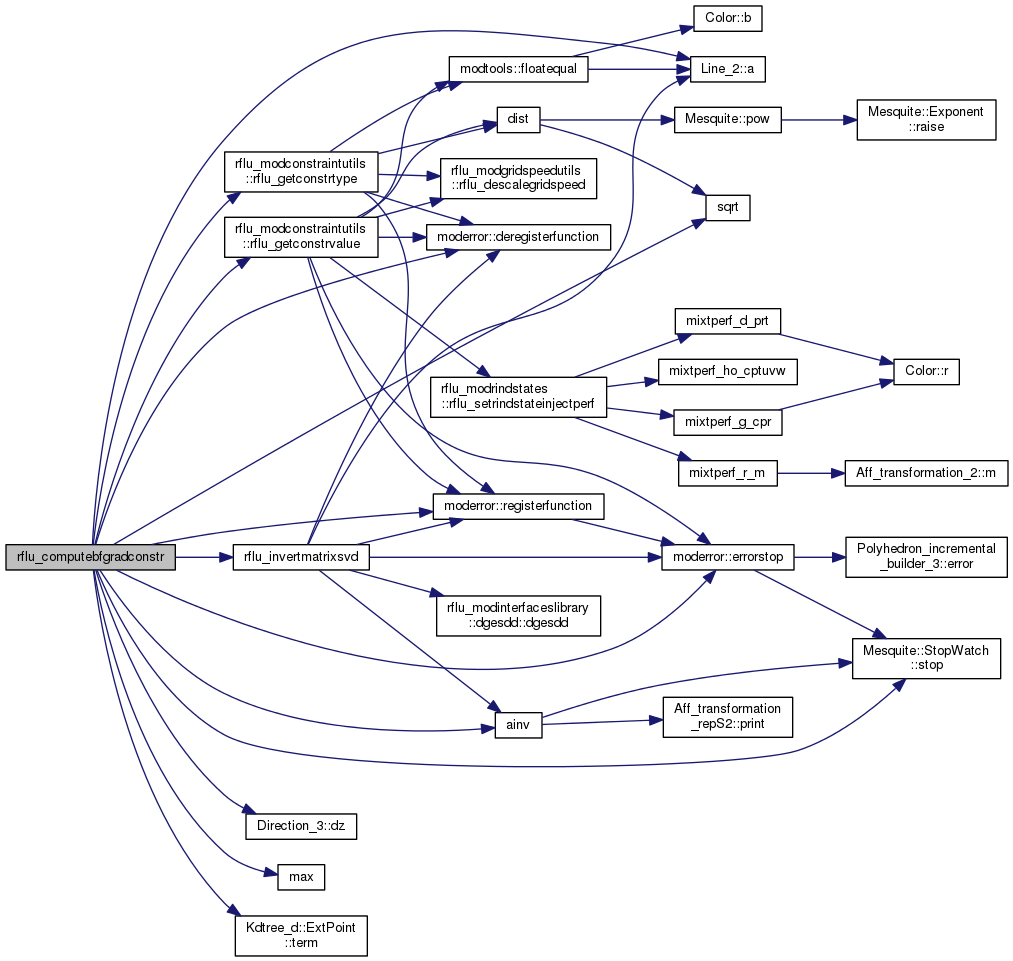 Color::b
modtools::floatequal
Line_2::a
dist
Mesquite::pow
Mesquite::Exponent
::raise
rflu_modconstraintutils
::rflu_getconstrtype
rflu_modgridspeedutils
::rflu_descalegridspeed
sqrt
rflu_modconstraintutils
::rflu_getconstrvalue
moderror::deregisterfunction
mixtperf_d_prt
mixtperf_ho_cptuvw
Color::r
rflu_modrindstates
::rflu_setrindstateinjectperf
mixtperf_g_cpr
mixtperf_r_m
Aff_transformation_2::m
moderror::registerfunction
rflu_computebfgradconstr
rflu_invertmatrixsvd
moderror::errorstop
Polyhedron_incremental
_builder_3::error
rflu_modinterfaceslibrary
::dgesdd::dgesdd
Mesquite::StopWatch
::stop
ainv
Aff_transformation
_repS2::print
Direction_3::dz
max
Kdtree_d::ExtPoint
::term